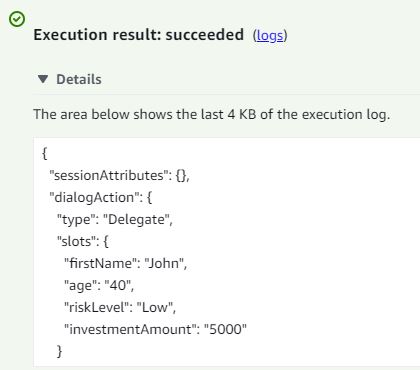 Execution result: succeeded (logs)
Details
The area below shows the last 4 KB of the execution log.
{
"sessionAttributes": {},
"dialogAction": {
"type": "Delegate",
"slots": {
"firstName": "John",
"age": "40",
"riskLevel": "Low",
"investmentAmount": "5000"
}